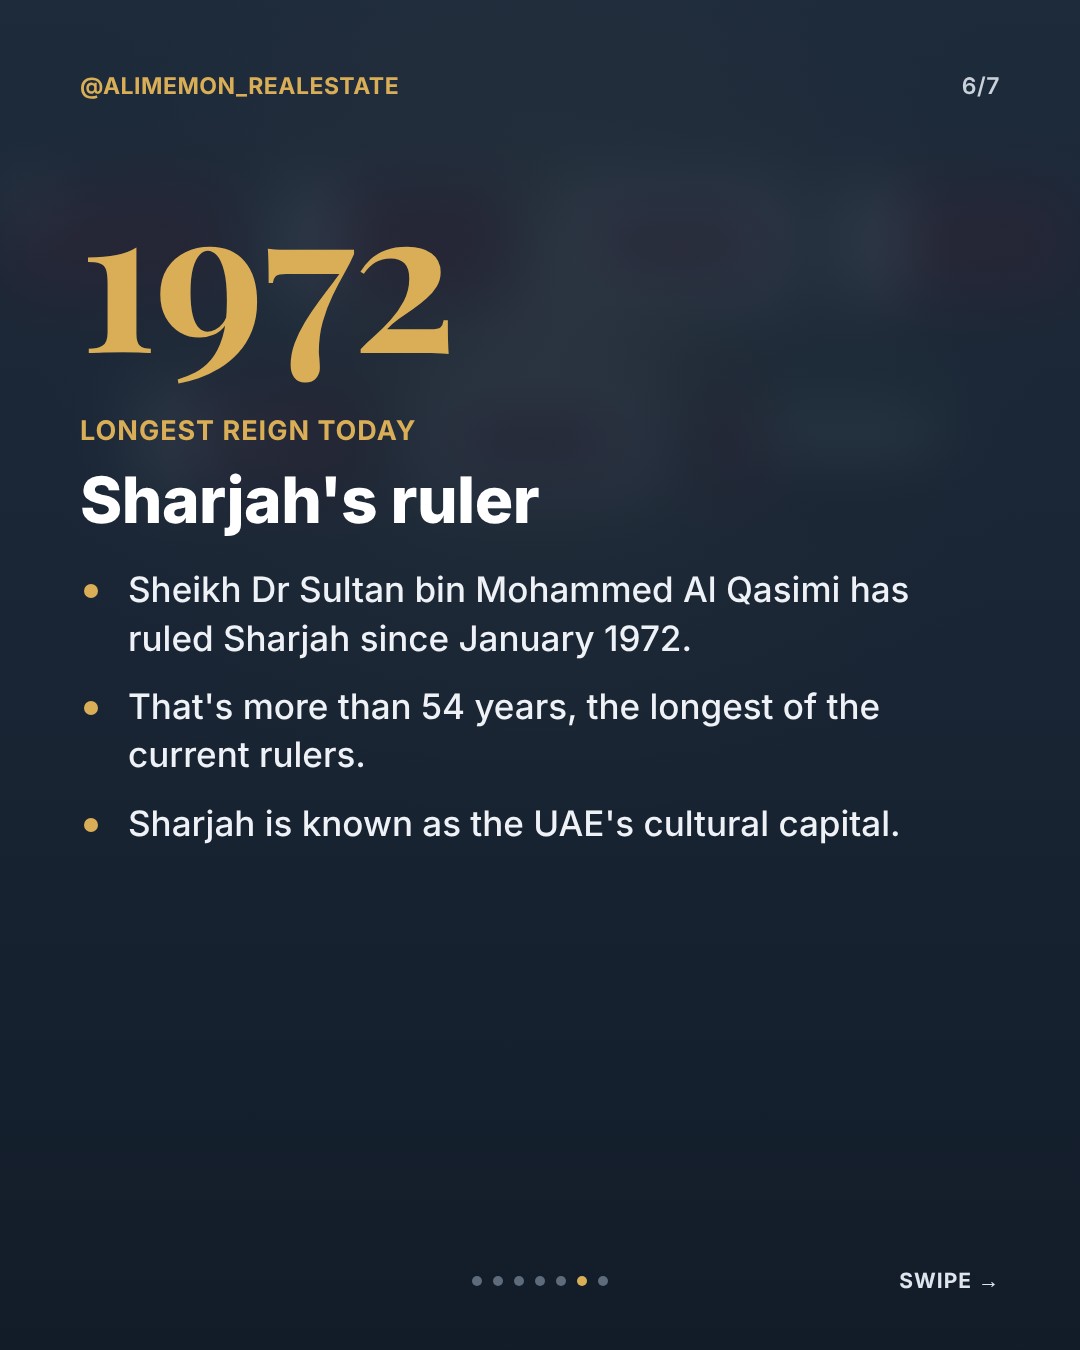 @ALIMEMON_REALESTATE
6/7
1972
LONGEST REIGN TODAY
Sharjah's ruler
• Sheikh Dr Sultan bin Mohammed Al Qasimi has
ruled Sharjah since January 1972.
• That's more than 54 years, the longest of the
current rulers.
• Sharjah is known as the UAE's cultural capital.
SWIPE →